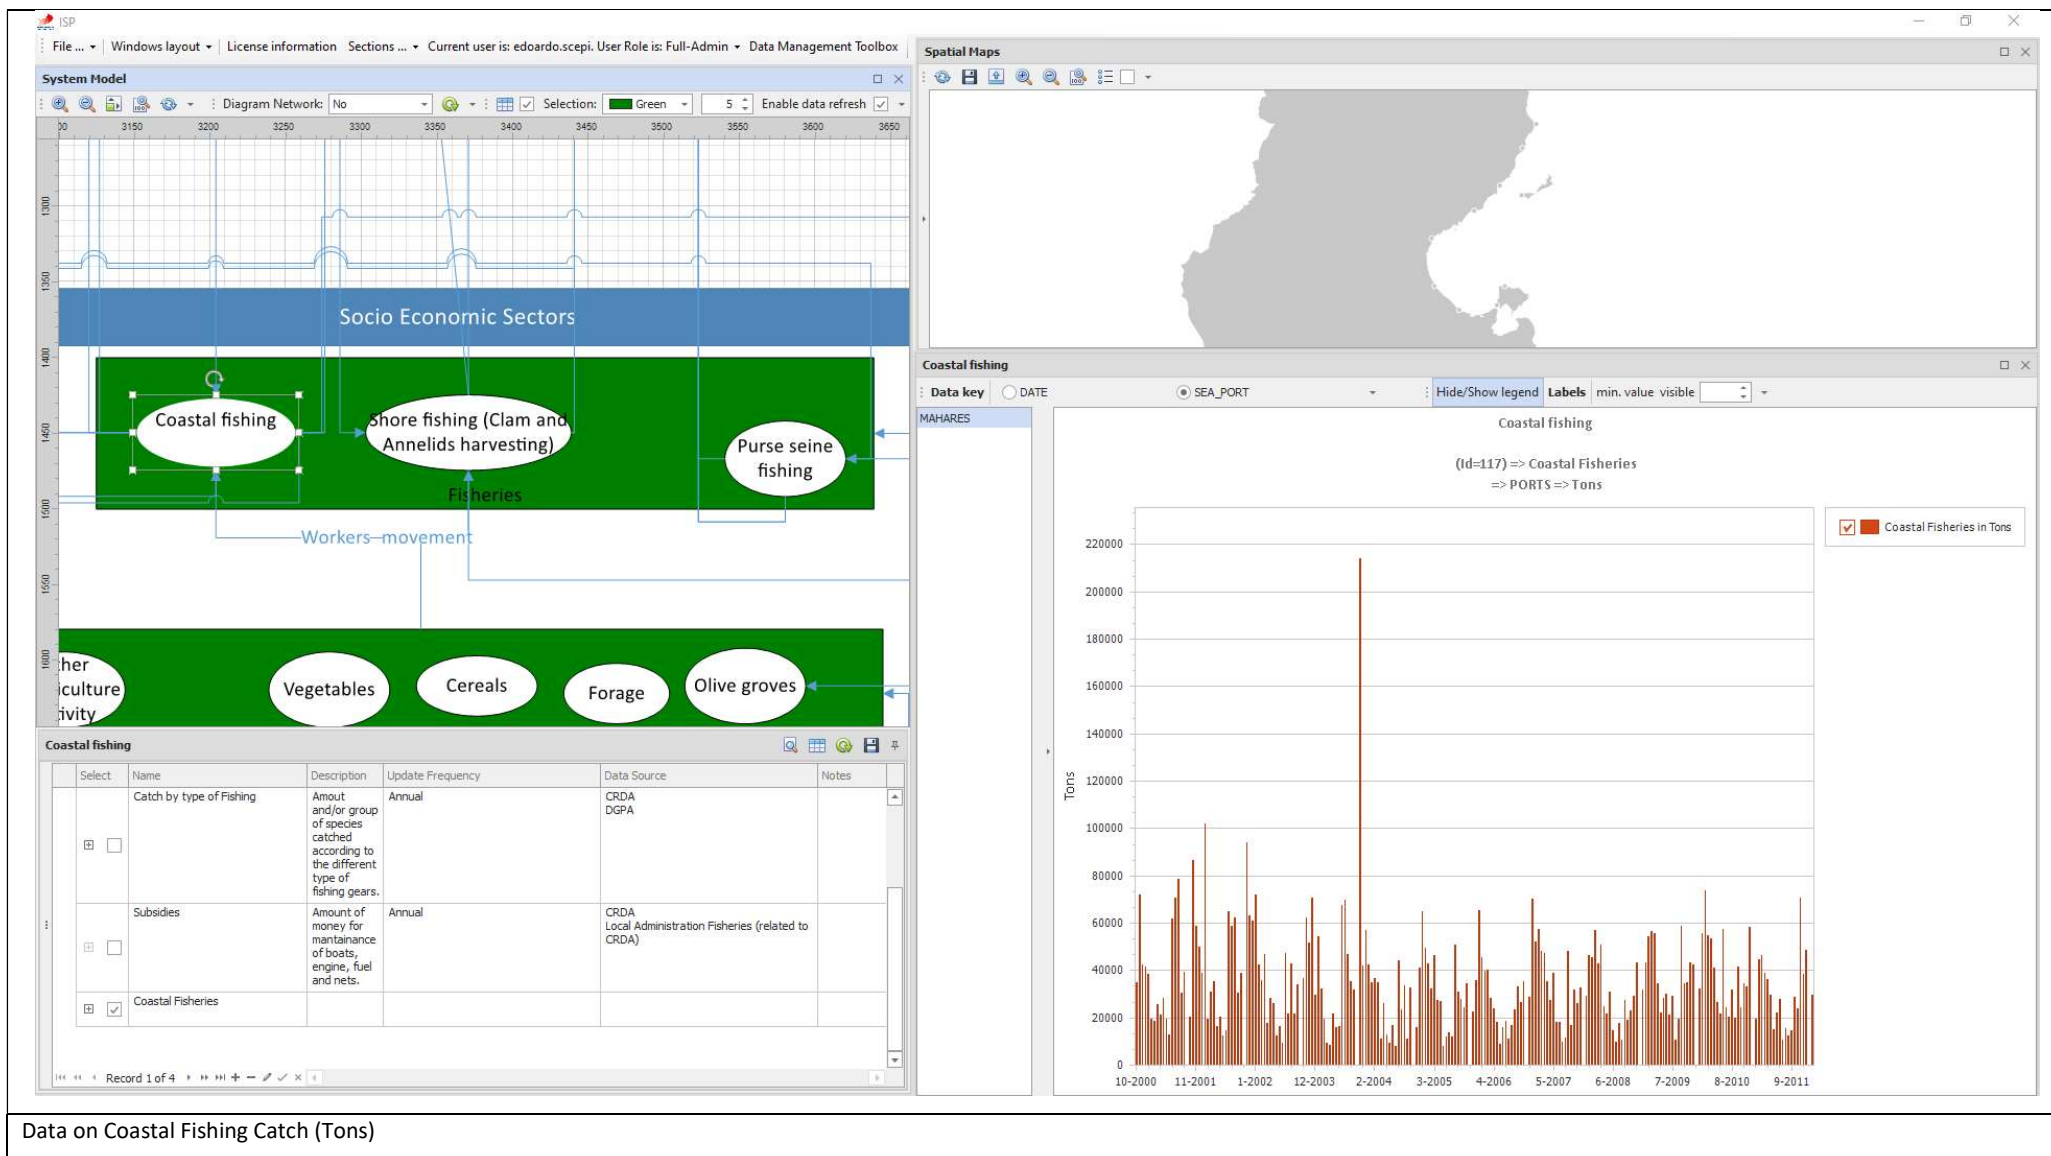 ISP
File ... Windows layout License information Sections ... Current user is: edoardo.scepi. User Role is: Full-Admin Data Management Toolbox
System Model
Diagram Network: No Selection: Green 5 Enable data refresh
3150 3200 3250 3300 3350 3400 3450 3500 3550 3600 3650
1300
1350
1400
1450
1500
1550
1600
Socio Economic Sectors
Coastal fishing
Shore fishing (Clam and
Annelids harvesting)
Purse seine
fishing
Fisheries
Workers movement
her
iculture
ivity
Vegetables
Cereals
Forage
Olive groves
Coastal fishing
Select Name Description Update Frequency Data Source Notes
Catch by type of Fishing
Amout
and/or group
of species
catched
according to
the different
type of
fishing gears.
Annual
CRDA
DGPA
Subsidies
Amount of
money for
mantainance
of boats,
engine, fuel
and nets.
Annual
CRDA
Local Administration Fisheries (related to
CRDA)
Coastal Fisheries
Record 1 of 4
Spatial Maps
Coastal fishing
Data key DATE SEA_PORT Hide/Show legend Labels min. value visible
MAHARES
Coastal fishing
(Id=117) => Coastal Fisheries
=> PORTS => Tons
Coastal Fisheries in Tons
Tons
220000
200000
180000
160000
140000
120000
100000
80000
60000
40000
20000
0
10-2000 11-2001 1-2002 12-2003 2-2004 3-2005 4-2006 5-2007 6-2008 7-2009 8-2010 9-2011
Data on Coastal Fishing Catch (Tons)